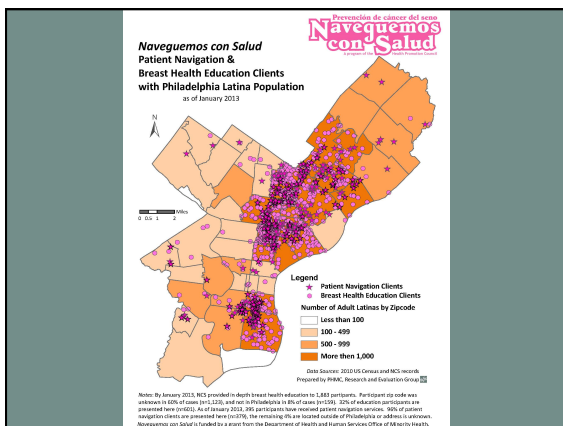 Prevención de cáncer del seno
Naveguemos
con Salud
a program of the Health Promotion Council
Naveguemos con Salud
Patient Navigation &
Breast Health Education Clients
with Philadelphia Latina Population
as of January 2013
N
0 0.5 1 2 Miles
Legend
Patient Navigation Clients
Breast Health Education Clients
Number of Adult Latinas by Zipcode
Less than 100
100 - 499
500 - 999
More then 1,000
Data Sources: 2010 US Census and NCS records
Prepared by PHMC, Research and Evaluation Group
Notes: By January 2013, NCS provided in depth breast health education to 1,883 partipants. Participant zip code was
unknown in 60% of cases (n=1,123), and not in Philadelphia in 8% of cases (n=159). 32% of education particpants are
presented here (n=601). As of January 2013, 395 participants have received patient navigation services. 96% of patient
navigation clients are presented here (n=379), the remaining 4% are located outside of Philadelphia or address is unknown.
Naveguemos con Salud is funded by a grant from the Department of Health and Human Services Office of Minority Health.